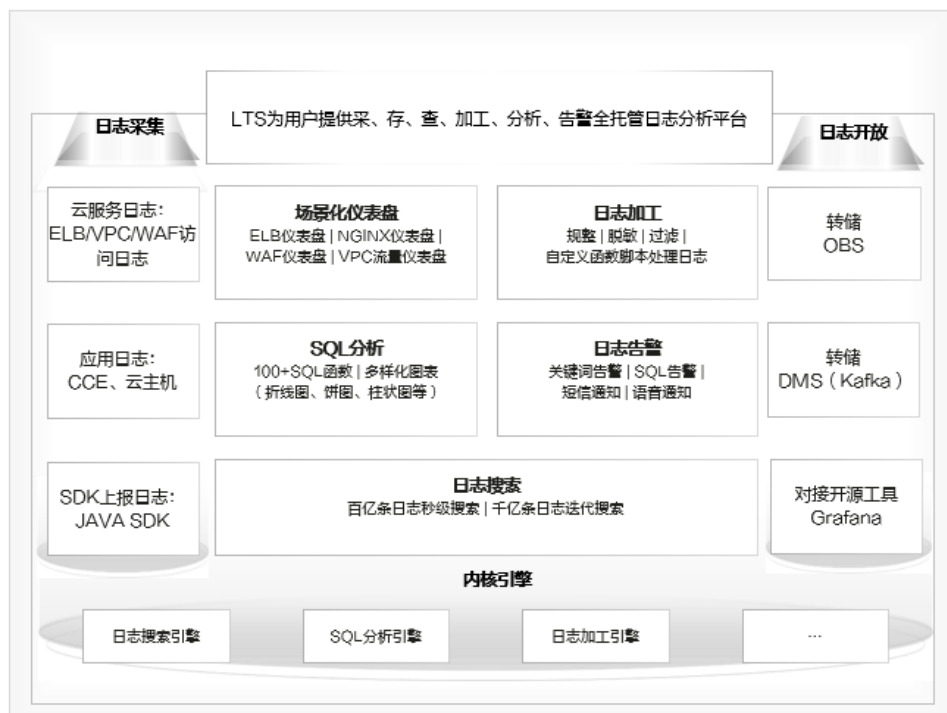 LTS为用户提供采、存、查、加工、分析、告警全托管日志分析平台
日志采集
云服务日志：
ELB/VPC/WAF访
问日志
应用日志：
CCE、云主机
SDK上报日志：
JAVA SDK
场景化仪表盘
ELB仪表盘 | NGINX仪表盘 |
WAF仪表盘 | VPC流量仪表盘
日志加工
规整 | 脱敏 | 过滤 |
自定义函数脚本处理日志
SQL分析
100+SQL函数 | 多样化图表
（折线图、饼图、柱状图等）
日志告警
关键词告警 | SQL告警 |
短信通知 | 语音通知
日志搜索
百亿条日志秒级搜索 | 千亿条日志迭代搜索
日志开放
转储
OBS
转储
DMS（Kafka）
对接开源工具
Grafana
内核引擎
日志搜索引擎
SQL分析引擎
日志加工引擎
...